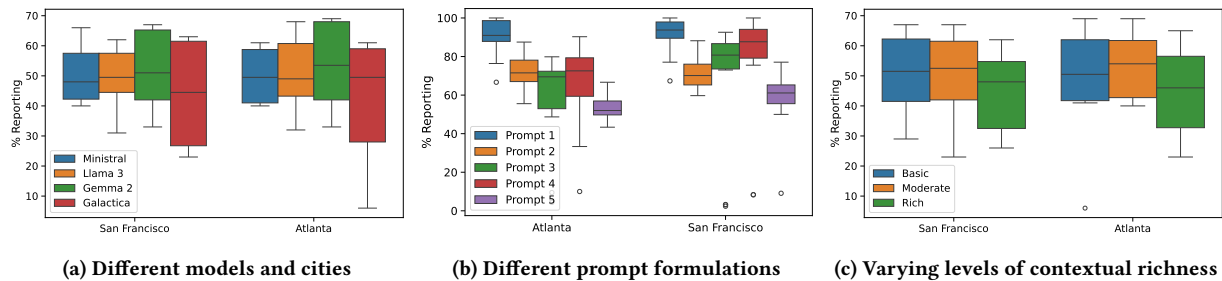 70
60
50
40
30
20
10
% Reporting
Ministral
Llama 3
Gemma 2
Galactica
San Francisco
Atlanta
(a) Different models and cities
100
80
60
40
20
0
% Reporting
Prompt 1
Prompt 2
Prompt 3
Prompt 4
Prompt 5
Atlanta
San Francisco
(b) Different prompt formulations
70
60
50
40
30
20
10
% Reporting
Basic
Moderate
Rich
San Francisco
Atlanta
(c) Varying levels of contextual richness